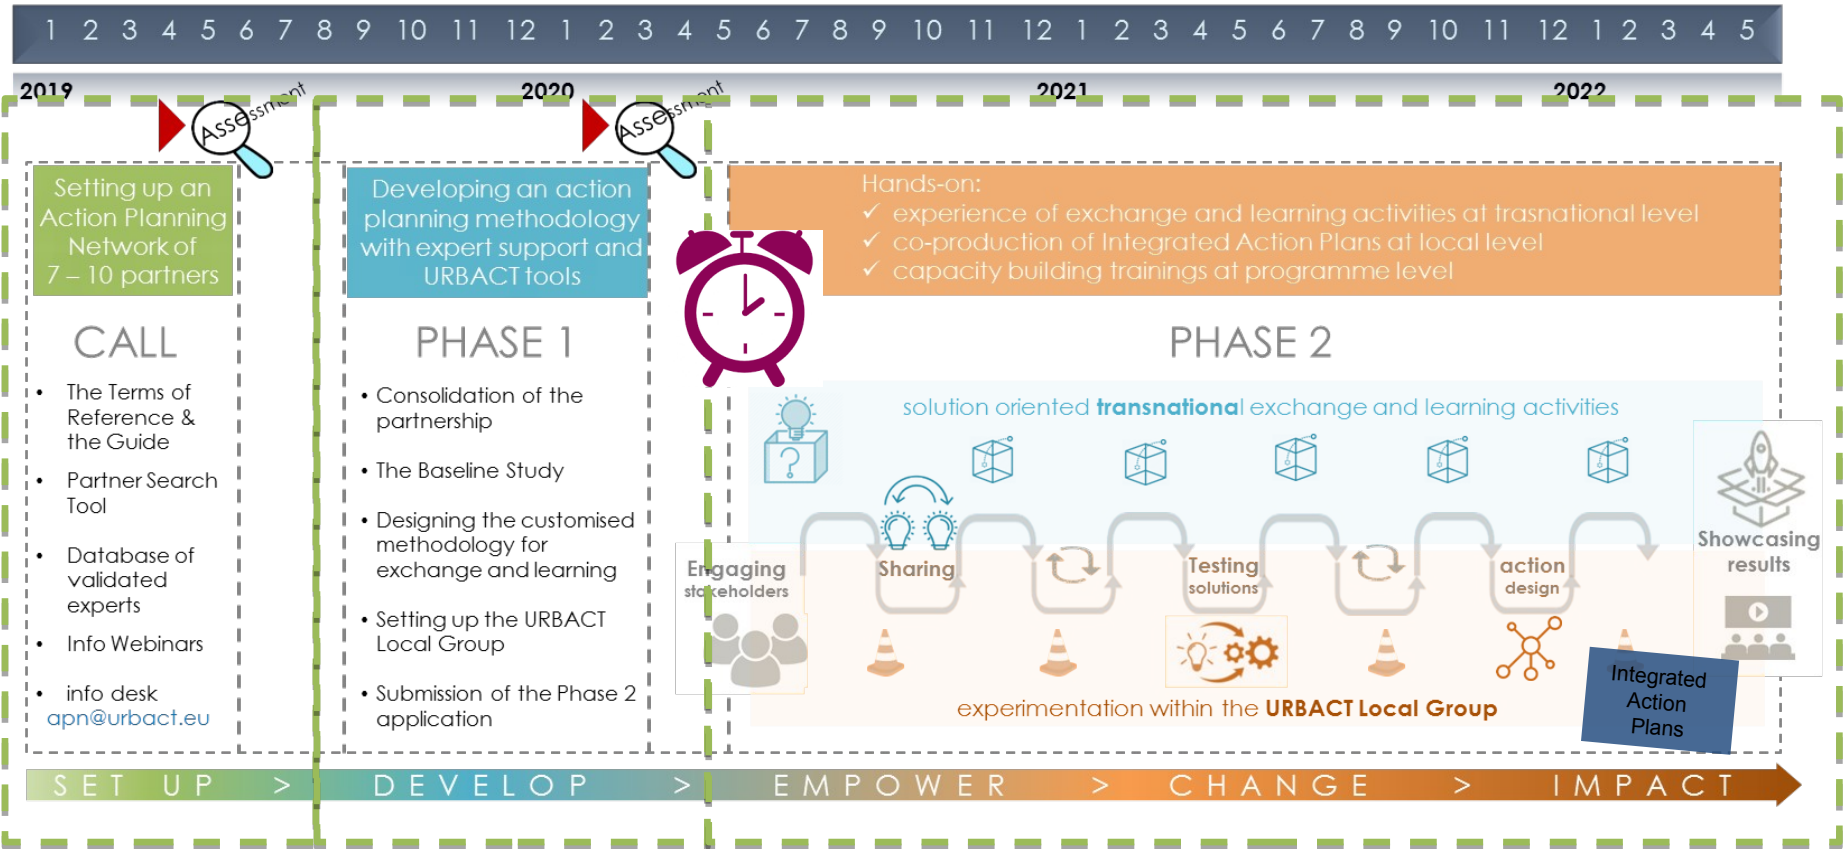 1 2 3 4 5 6 7 8 9 10 11 12 1 2 3 4 5 6 7 8 9 10 11 12 1 2 3 4 5 6 7 8 9 10 11 12 1 2 3 4 5
2019 2020 2021 2022
Assessment
Assessment
Setting up an
Action Planning
Network of
7 – 10 partners
CALL
• The Terms of
Reference &
the Guide
• Partner Search
Tool
• Database of
validated
experts
• Info Webinars
• info desk
apn@urbact.eu
Developing an action
planning methodology
with expert support and
URBACT tools
PHASE 1
• Consolidation of the
partnership
• The Baseline Study
• Designing the customised
methodology for
exchange and learning
• Setting up the URBACT
Local Group
• Submission of the Phase 2
application
Hands-on:
✓ experience of exchange and learning activities at trasnational level
✓ co-production of Integrated Action Plans at local level
✓ capacity building trainings at programme level
PHASE 2
solution oriented transnational exchange and learning activities
?
Engaging
stakeholders
Sharing
Testing
solutions
action
design
Showcasing
results
experimentation within the URBACT Local Group
Integrated
Action
Plans
SET UP > DEVELOP > EMPOWER > CHANGE > IMPACT